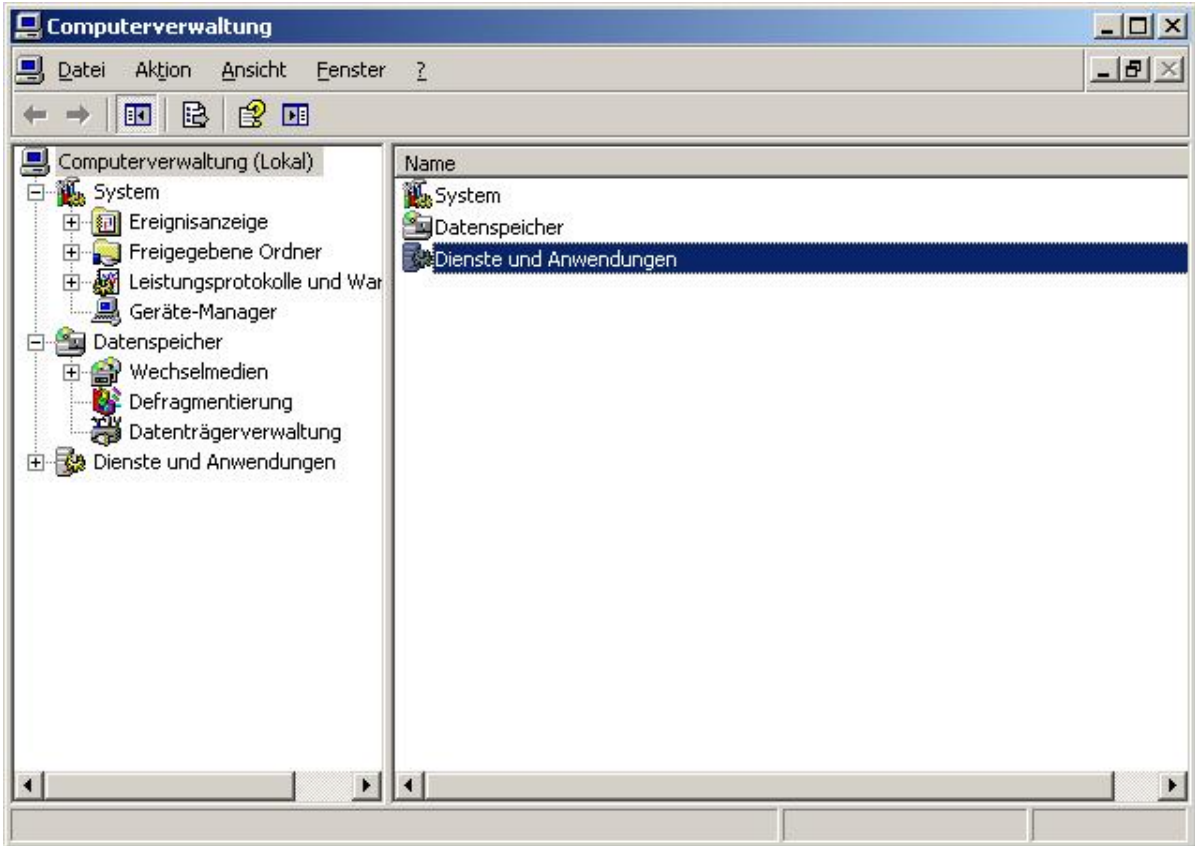 Computerverwaltung
Datei Aktion Ansicht Fenster ?
Computerverwaltung (Lokal)
System
Ereignisanzeige
Freigegebene Ordner
Leistungsprotokolle und War
Geräte-Manager
Datenspeicher
Wechselmedien
Defragmentierung
Datenträgerverwaltung
Dienste und Anwendungen
Name
System
Datenspeicher
Dienste und Anwendungen